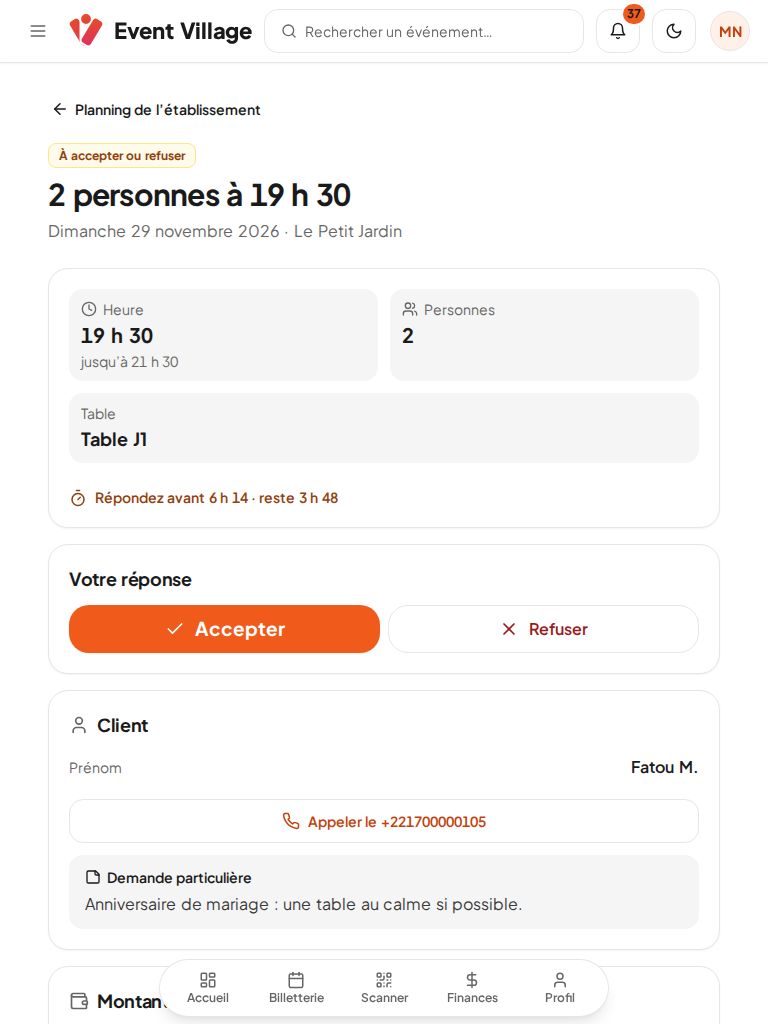 Event Village
Rechercher un événement…
37
MN
Planning de l’établissement
À accepter ou refuser
2 personnes à 19 h 30
Dimanche 29 novembre 2026 · Le Petit Jardin
Heure
19 h 30
jusqu’à 21 h 30
Personnes
2
Table
Table J1
Répondez avant 6 h 14 · reste 3 h 48
Votre réponse
Accepter
Refuser
Client
Prénom
Fatou M.
Appeler le +221700000105
Demande particulière
Anniversaire de mariage : une table au calme si possible.
Accueil
Billetterie
Scanner
Finances
Profil